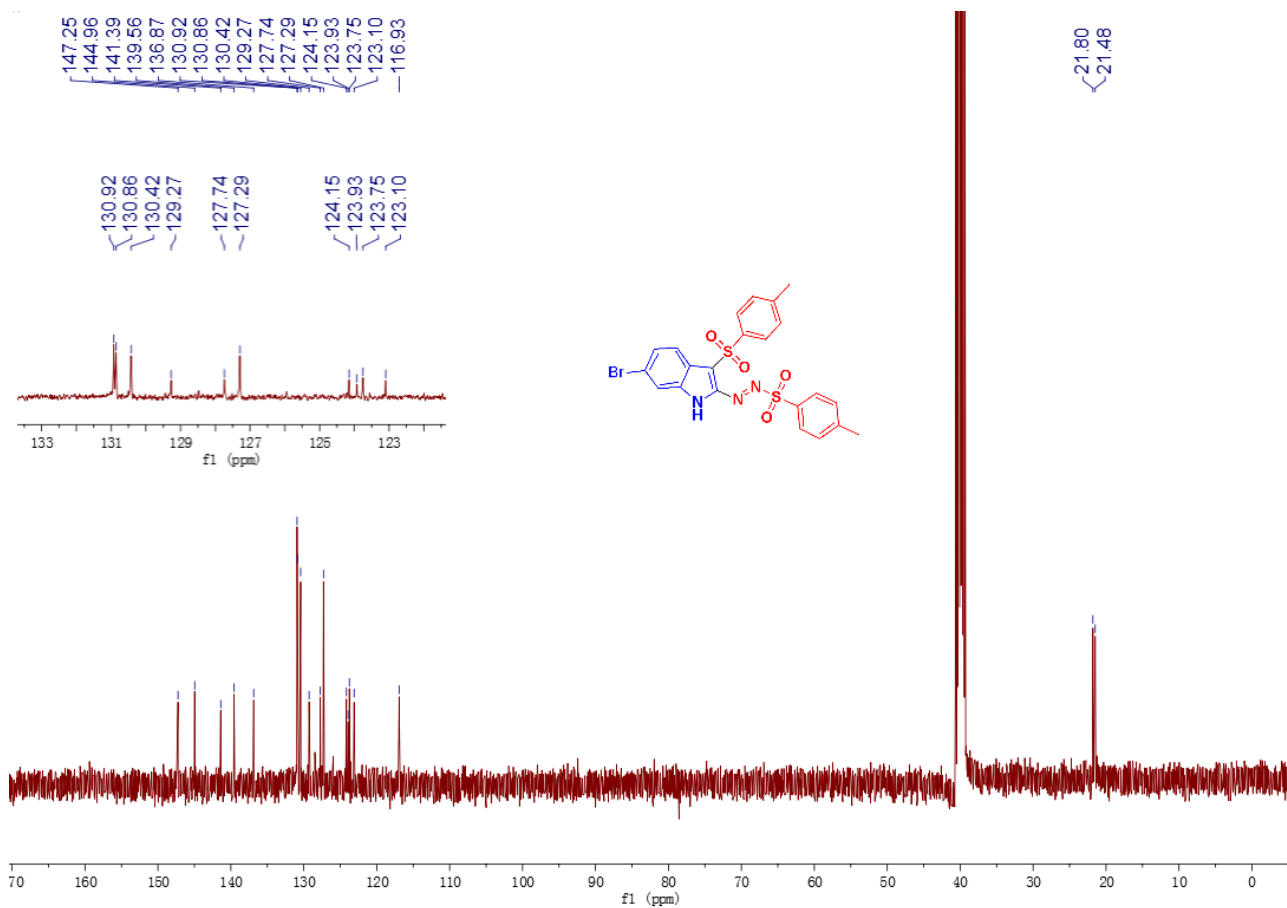 147.25
144.96
141.39
139.56
136.87
130.92
130.86
130.42
129.27
127.74
127.29
124.15
123.93
123.75
123.10
116.93
21.80
21.48
130.92
130.86
130.42
129.27
127.74
127.29
124.15
123.93
123.75
123.10
133 131 129 127 125 123
f1 (ppm)
O
S
O
Br
N
H
N
N
O
S
O
70 160 150 140 130 120 110 100 90 80 70 60 50 40 30 20 10 0
f1 (ppm)